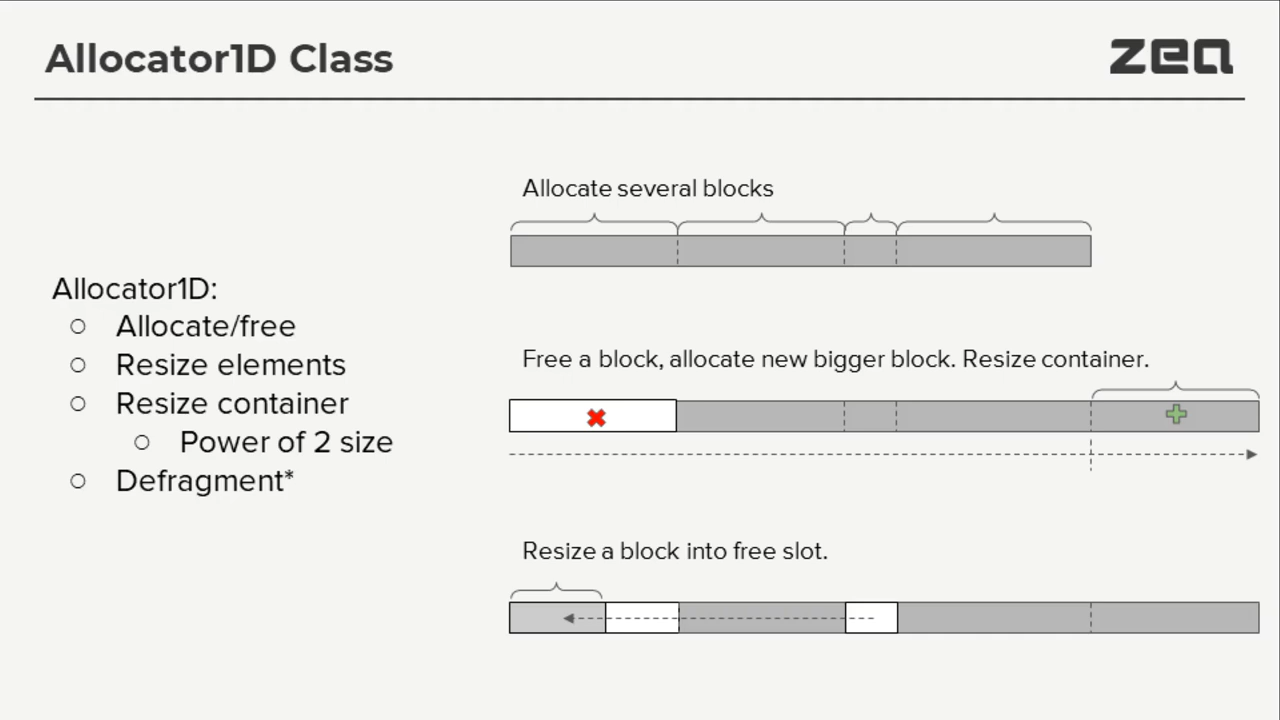 Allocator1D Class
zea
Allocate several blocks
Allocator1D:
○ Allocate/free
○ Resize elements
○ Resize container
○ Power of 2 size
○ Defragment*
Free a block, allocate new bigger block. Resize container.
Resize a block into free slot.